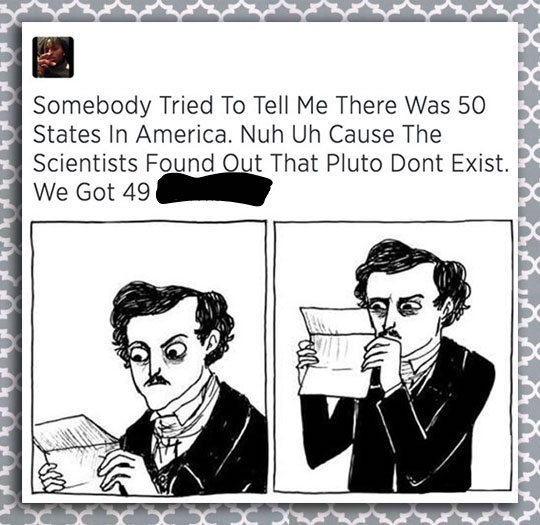 Somebody Tried To Tell Me There Was 50
States In America. Nuh Uh Cause The
Scientists Found Out That Pluto Dont Exist.
We Got 49